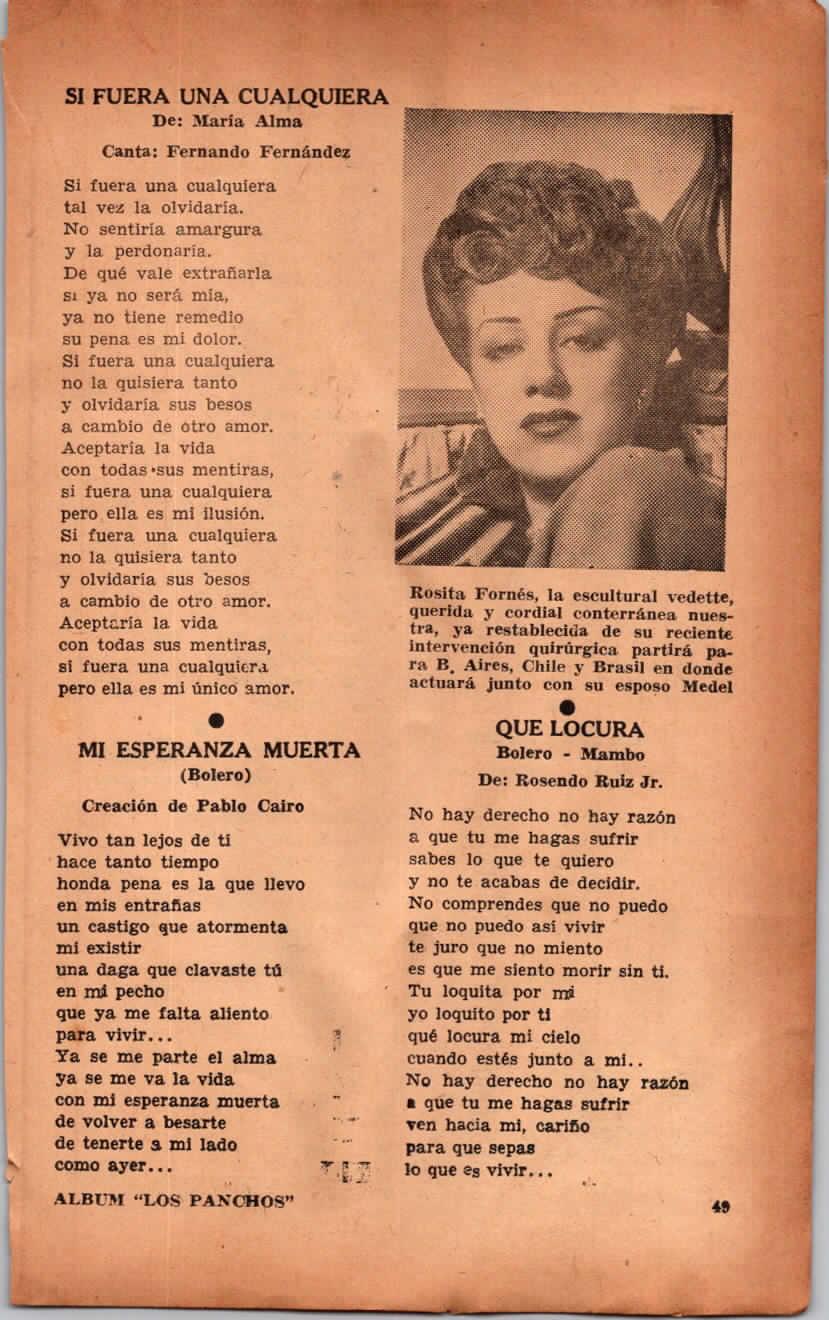 SI FUERA UNA CUALQUIERA
De: María Alma
Canta: Fernando Fernández
Si fuera una cualquiera
tal vez la olvidaría.
No sentiría amargura
y la perdonaría.
De qué vale extrañarla
si ya no será mía,
ya no tiene remedio
su pena es mi dolor.
Si fuera una cualquiera
no la quisiera tanto
y olvidaría sus besos
a cambio de otro amor.
Aceptaría la vida
con todas sus mentiras,
si fuera una cualquiera
pero ella es mi ilusión.
Si fuera una cualquiera
no la quisiera tanto
y olvidaría sus besos
a cambio de otro amor.
Aceptaría la vida
con todas sus mentiras,
si fuera una cualquiera
pero ella es mi único amor.
MI ESPERANZA MUERTA
(Bolero)
Creación de Pablo Cairo
Vivo tan lejos de ti
hace tanto tiempo
honda pena es la que llevo
en mis entrañas
un castigo que atormenta
mi existir
una daga que clavaste tú
en mi pecho
que ya me falta aliento
para vivir...
Ya se me parte el alma
ya se me va la vida
con mi esperanza muerta
de volver a besarte
de tenerte a mi lado
como ayer...
Rosita Fornés, la escultural vedette,
querida y cordial conterránea nues-
tra, ya restablecida de su reciente
intervención quirúrgica partirá pa-
ra B. Aires, Chile y Brasil en donde
actuará junto con su esposo Medel
QUE LOCURA
Bolero - Mambo
De: Rosendo Ruiz Jr.
No hay derecho no hay razón
a que tu me hagas sufrir
sabes lo que te quiero
y no te acabas de decidir.
No comprendes que no puedo
que no puedo así vivir
te juro que no miento
es que me siento morir sin ti.
Tu loquita por mi
yo loquito por ti
qué locura mi cielo
cuando estés junto a mi..
No hay derecho no hay razón
a que tu me hagas sufrir
ven hacia mi, cariño
para que sepas
lo que es vivir...
ALBUM "LOS PANCHOS"
49